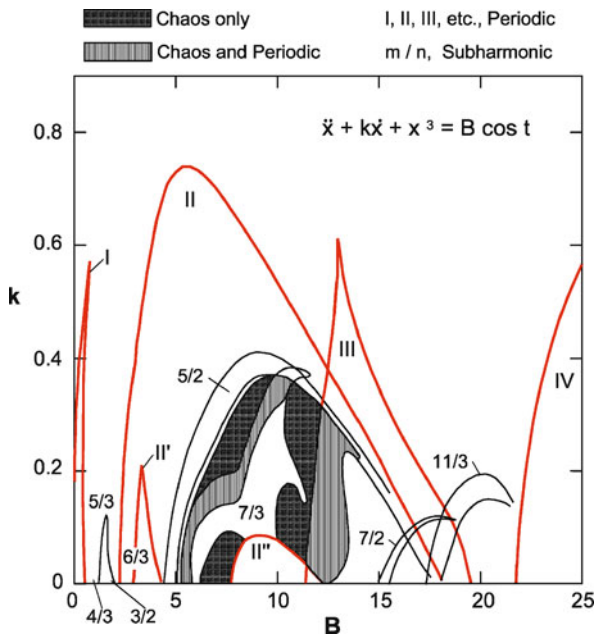 Chaos only
I, II, III, etc., Periodic
Chaos and Periodic
m / n, Subharmonic
0.8
ẍ + kẋ + x ³ = B cos t
II
0.6
I
k
III
0.4
5/2
IV
II'
11/3
0.2
5/3
7/3
7/2
6/3
II"
0
0
5
10
15
20
25
4/3
3/2
B